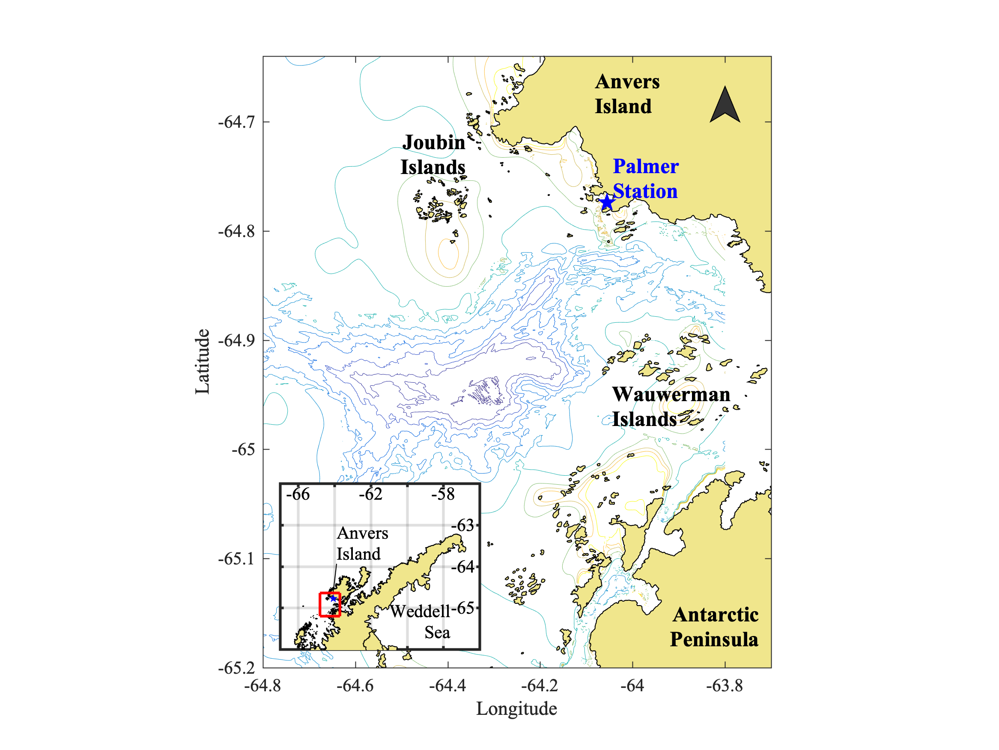 Anvers
Island
-64.7
Joubin
Islands
Palmer
Station
-64.8
Latitude
-64.9
Wauwerman
Islands
-65
-66
-62
-58
-63
Anvers
Island
-64
-65.1
Weddell
-65
Sea
Antarctic
Peninsula
-65.2
-64.8
-64.6
-64.4
-64.2
-64
-63.8
Longitude